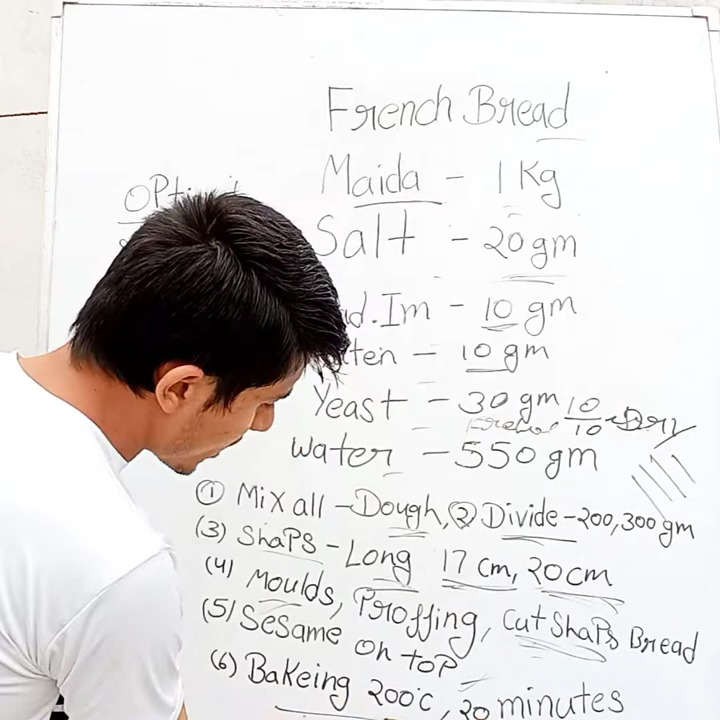 French Bread
Maida - 1 Kg
Salt - 20 gm
d.Im - 10 gm
ten - 10 gm
Yeast - 30 gm 10/10 Dry
Water - 550 gm
① Mix all - Dough, ② Divide - 200, 300 gm
(3) ShaPS - Long 17 cm, 20 cm
(4) Moulds, Proffing, Cut ShaPs Bread
(5) Sesame on toP
(6) Bakeing 200°c, 20 minutes